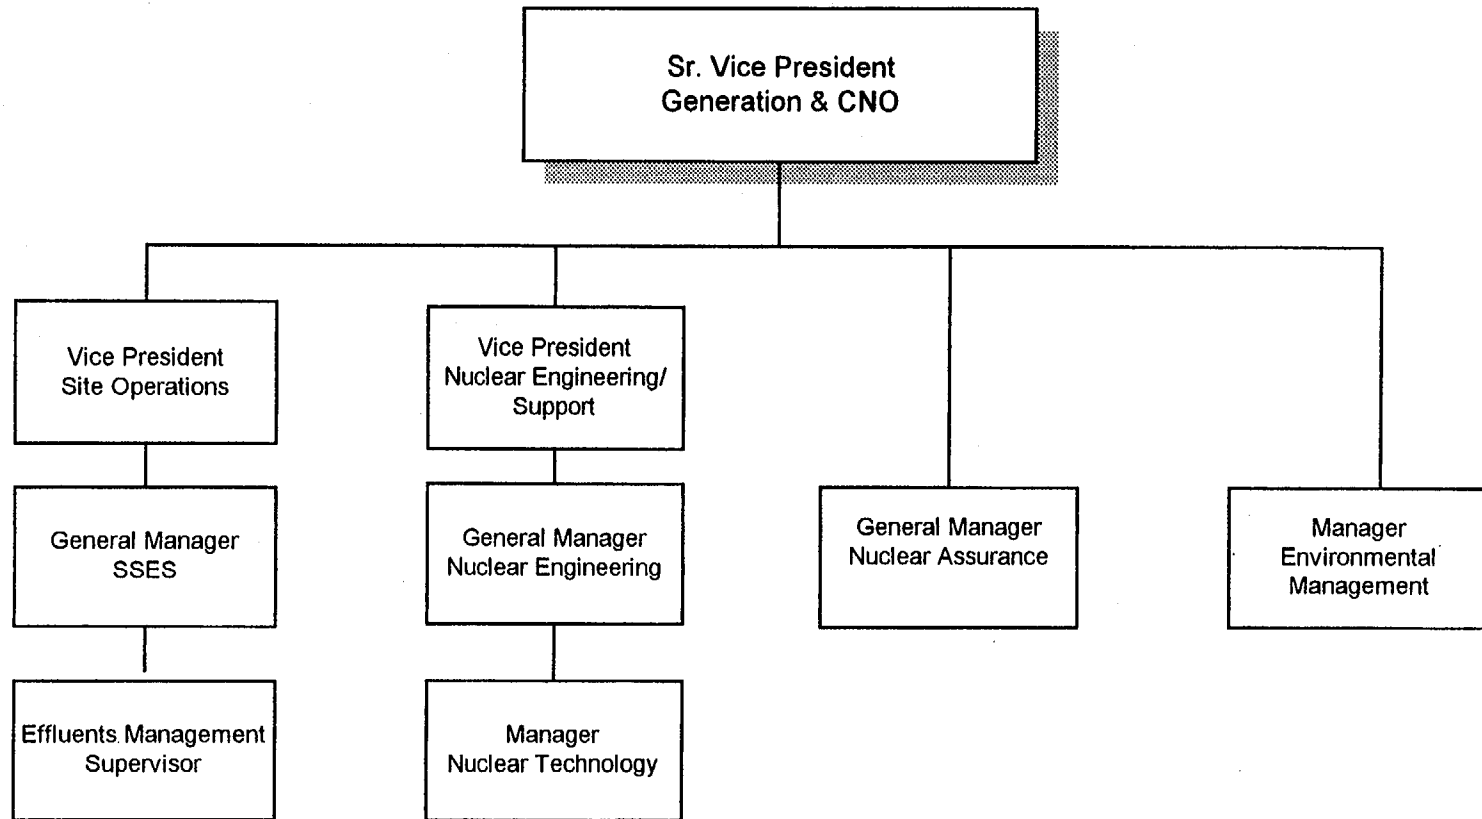 Sr. Vice President
Generation & CNO
Vice President
Site Operations
Vice President
Nuclear Engineering/
Support
General Manager
SSES
General Manager
Nuclear Engineering
General Manager
Nuclear Assurance
Manager
Environmental
Management
Effluents Management
Supervisor
Manager
Nuclear Technology